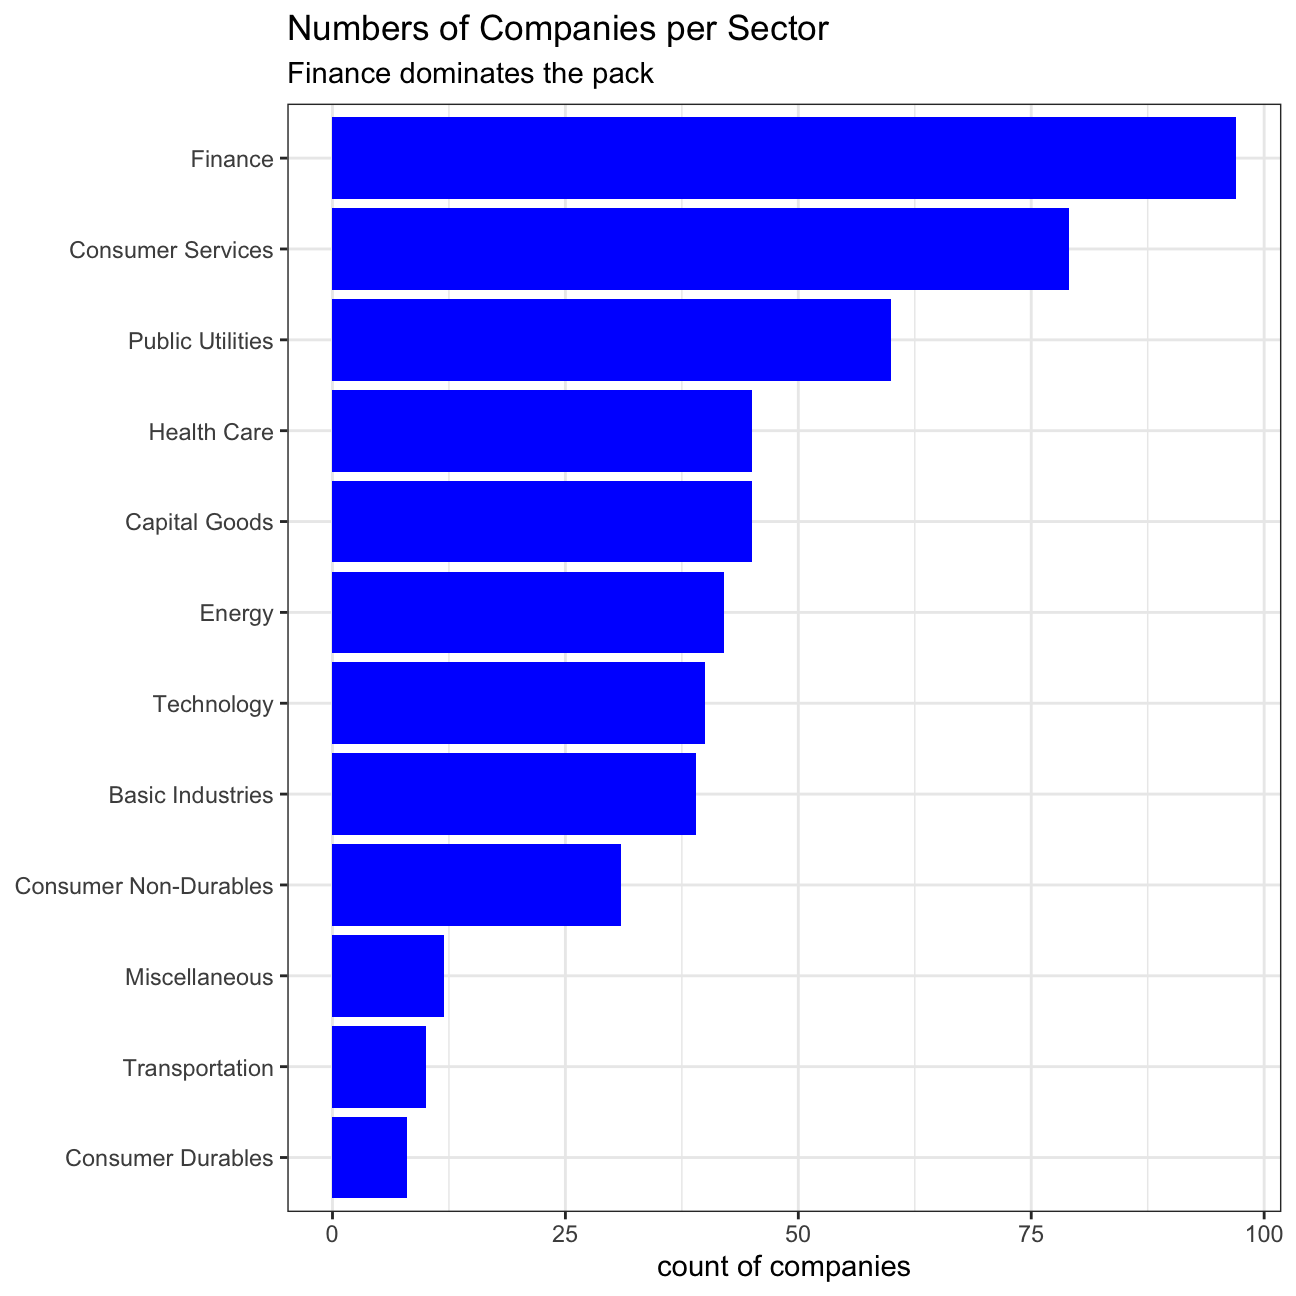 Numbers of Companies per Sector
Finance dominates the pack
Finance
Consumer Services
Public Utilities
Health Care
Capital Goods
Energy
Technology
Basic Industries
Consumer Non-Durables
Miscellaneous
Transportation
Consumer Durables
0 25 50 75 100
count of companies